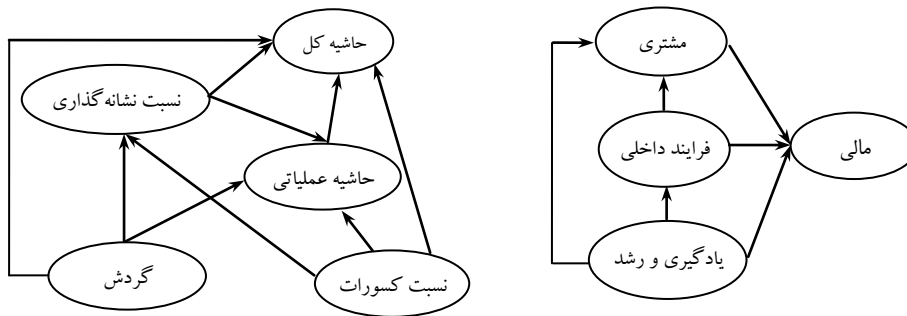 حاشیه کل
نسبت نشانه‌گذاری
حاشیه عملیاتی
گردش
نسبت کسورات
مشتری
فرایند داخلی
مالی
یادگیری و رشد